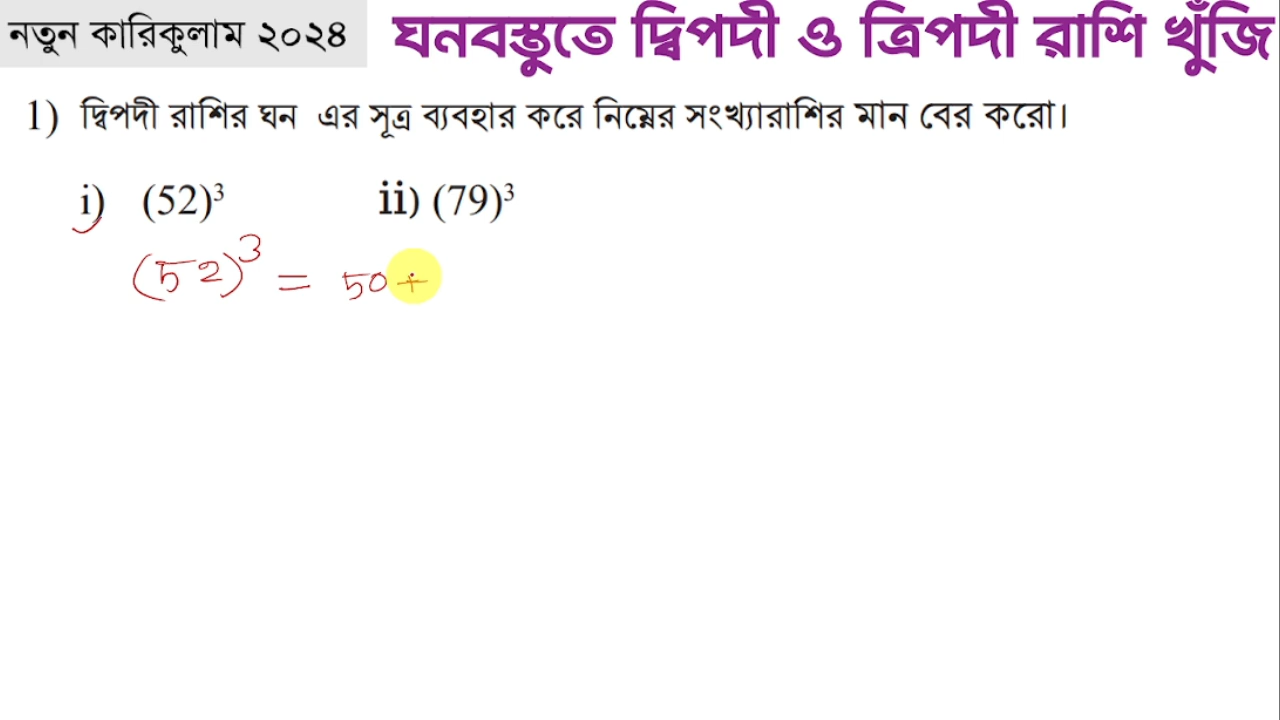 নতুন কারিকুলাম ২০২৪
ঘনবস্তুতে দ্বিপদী ও ত্রিপদী রাশি খুঁজি
1) দ্বিপদী রাশির ঘন এর সূত্র ব্যবহার করে নিম্নের সংখ্যারাশির মান বের করো।
i) (52)³ ii) (79)³
(52)³ = 50 +